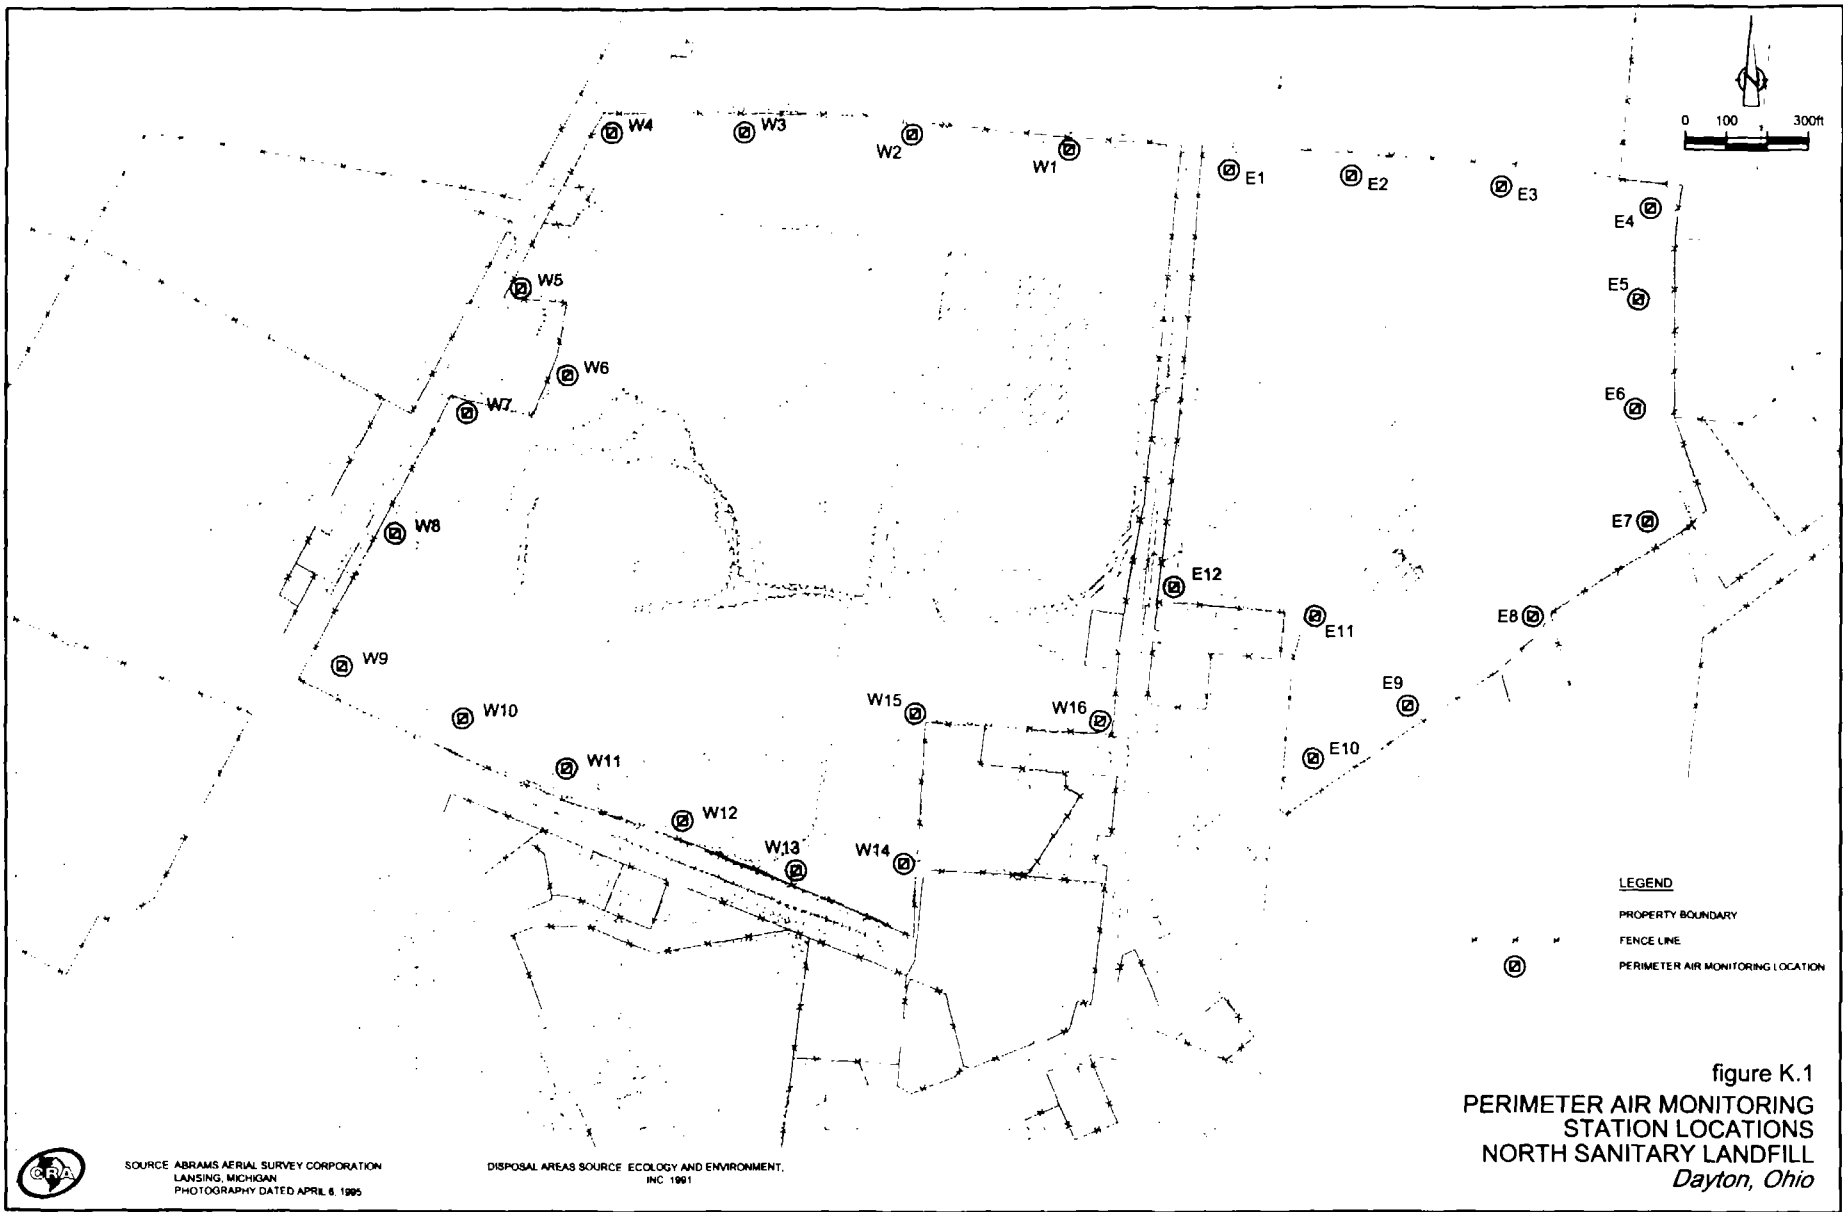 W4
W3
W2
W1
E1
E2
E3
E4
0 100 300ft
N
W5
E5
W6
W7
E6
W8
E7
E12
E11
E8
W9
W10
W15
W16
E9
W11
E10
W12
W13
W14
LEGEND
PROPERTY BOUNDARY
FENCE LINE
PERIMETER AIR MONITORING LOCATION
figure K.1
PERIMETER AIR MONITORING
STATION LOCATIONS
NORTH SANITARY LANDFILL
Dayton, Ohio
CRA
SOURCE ABRAMS AERIAL SURVEY CORPORATION
LANSING, MICHIGAN
PHOTOGRAPHY DATED APRIL 6, 1995
DISPOSAL AREAS SOURCE ECOLOGY AND ENVIRONMENT,
INC 1991